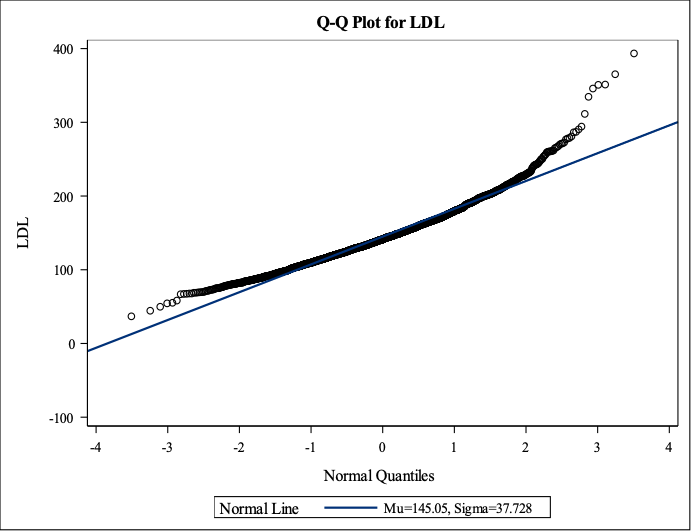 Q-Q Plot for LDL
400
300
200
100
0
-100
LDL
-4 -3 -2 -1 0 1 2 3 4
Normal Quantiles
Normal Line Mu=145.05, Sigma=37.728